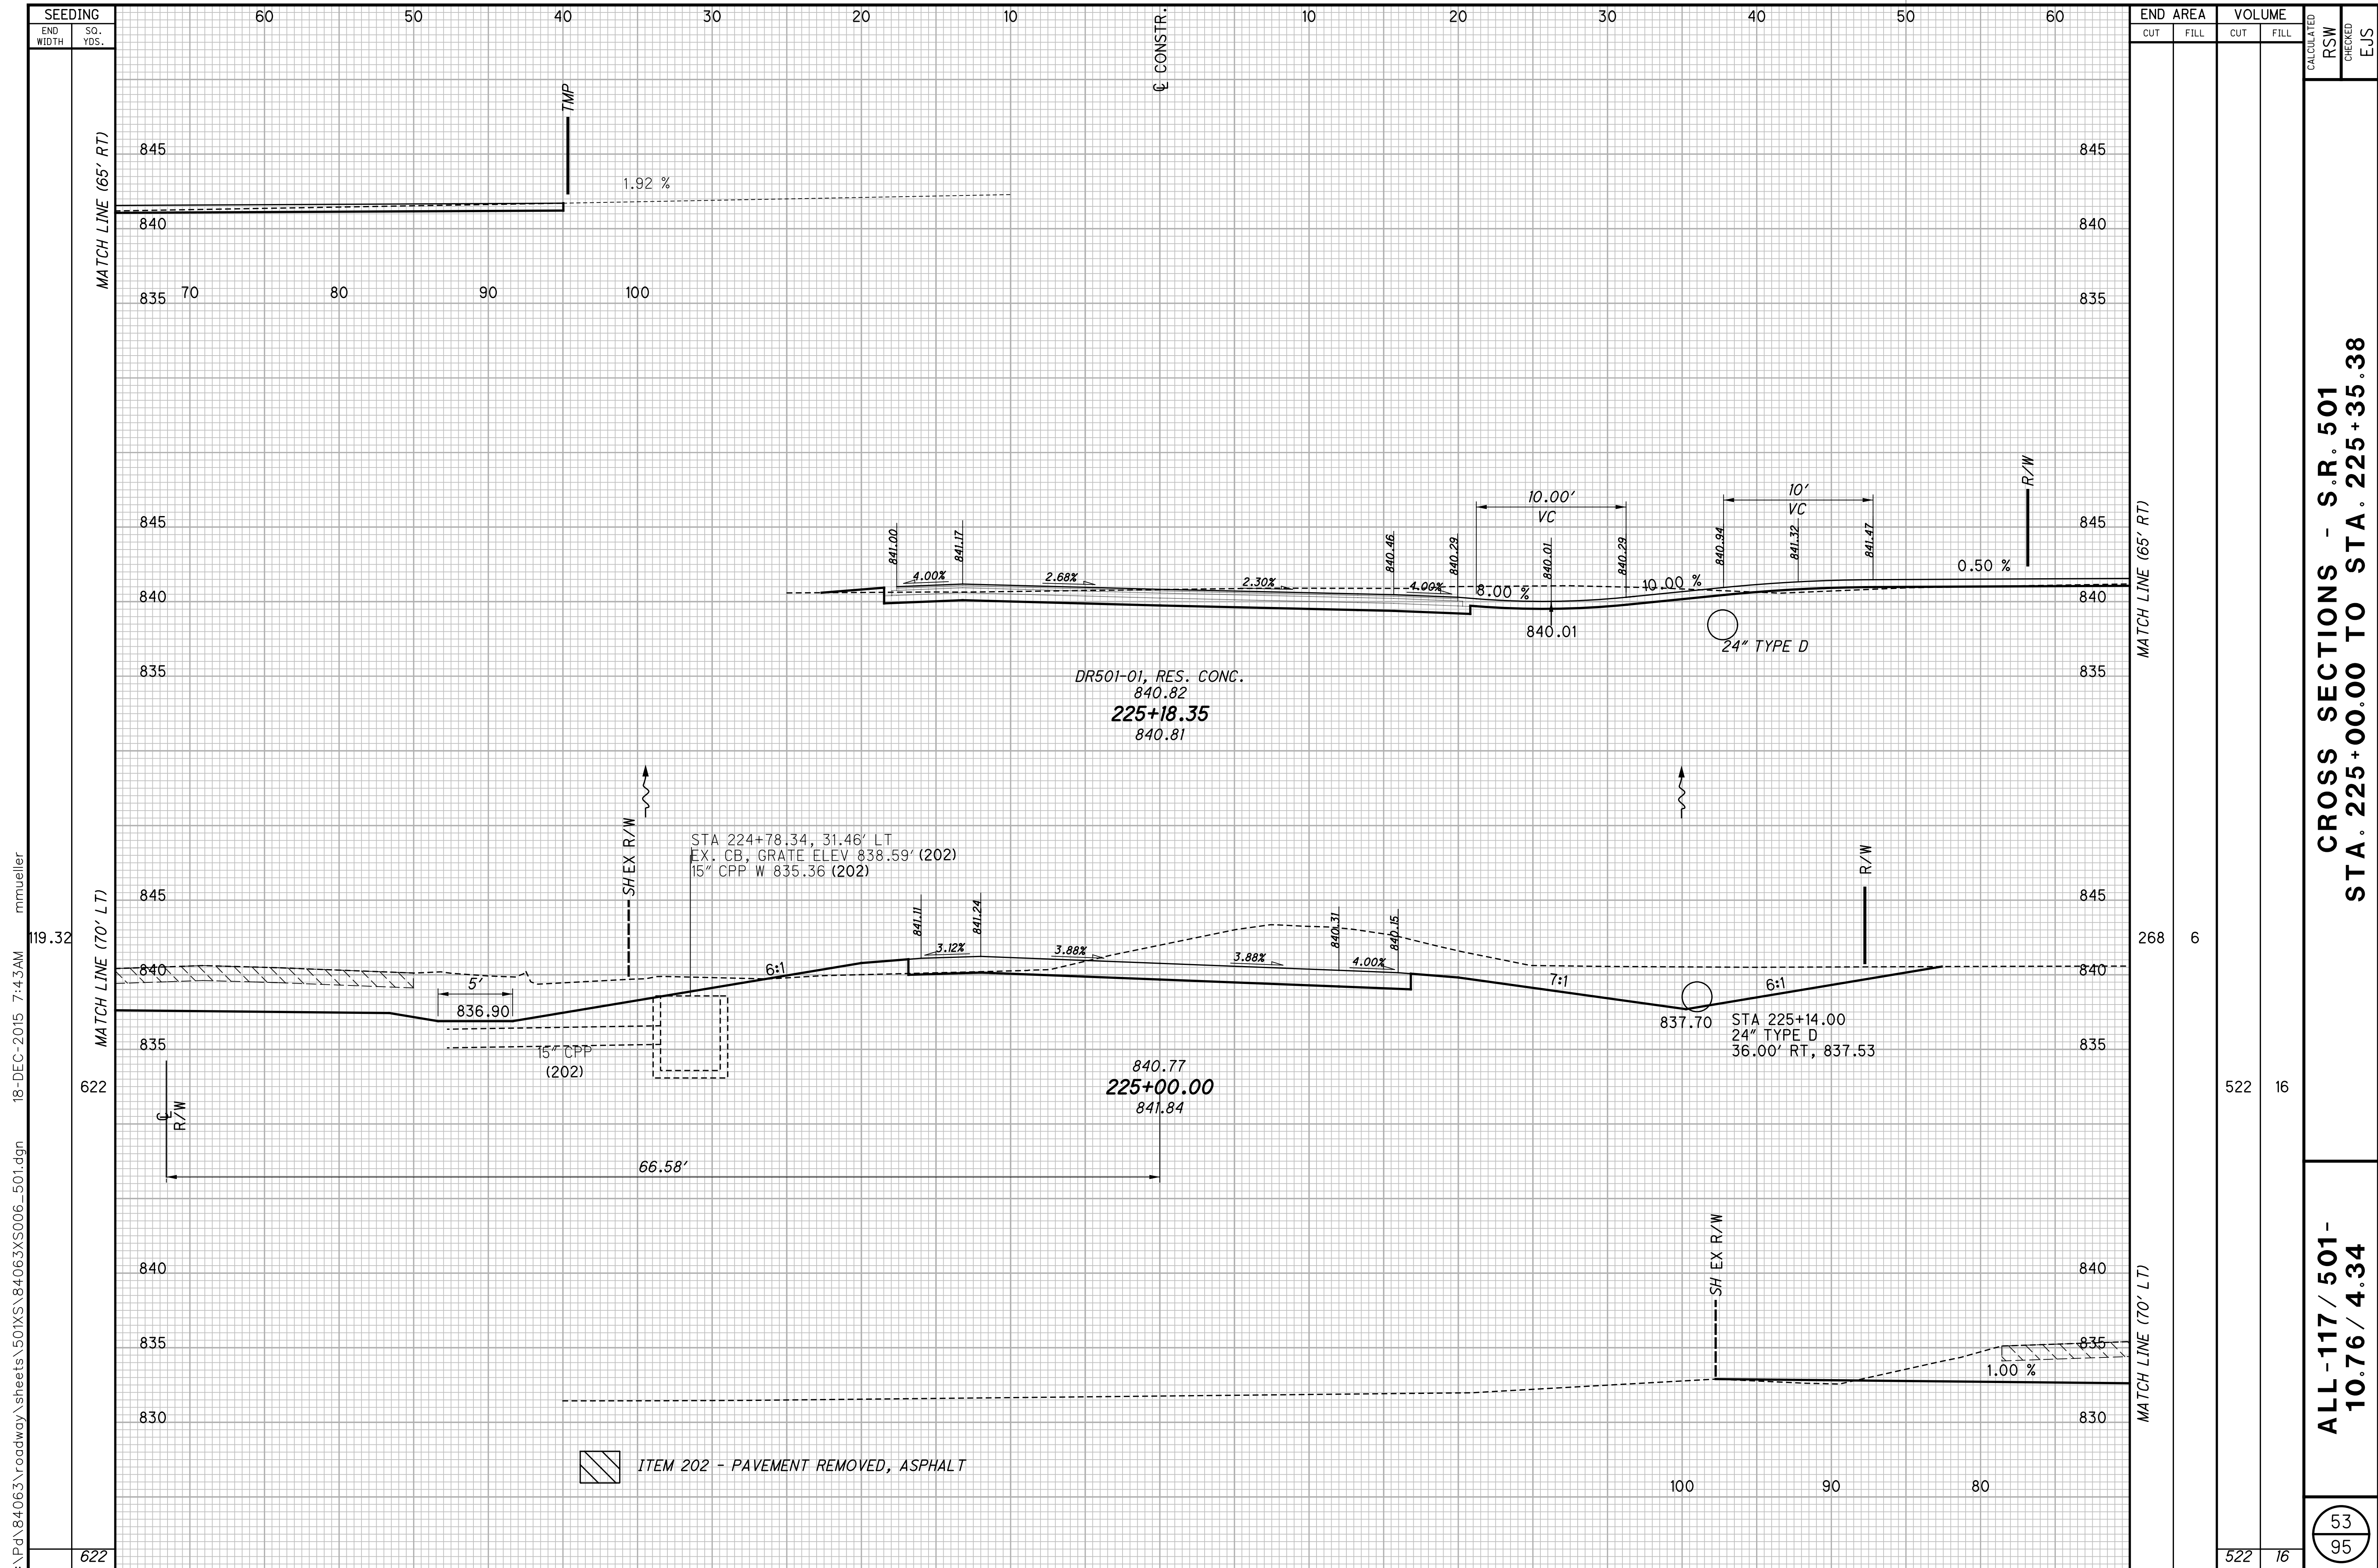 SEEDING
END WIDTH
SQ. YDS.
60 50 40 30 20 10 10 20 30 40 50 60
℄ CONSTR.
END AREA
VOLUME
CUT FILL CUT FILL
CALCULATED
RSW
CHECKED
EJS
TMP
MATCH LINE (65' RT)
845 845
1.92 %
840 840
835 70 80 90 100 835
R/W
10.00'
VC
10'
VC
845 845
841.00
841.17
840.46
840.29
840.01
840.29
840.94
841.32
841.47
4.00% 2.68% 2.30% 4.00% 8.00 % 10.00 % 0.50 %
840 840
840.01
24" TYPE D
MATCH LINE (65' RT)
835 835
DR501-01, RES. CONC.
840.82
225+18.35
840.81
SH EX R/W
STA 224+78.34, 31.46' LT
EX. CB, GRATE ELEV 838.59' (202)
15" CPP W 835.36 (202)
R/W
MATCH LINE (70' LT)
845 845
841.11
841.24
840.31
840.15
119.32
268 6
3.12% 3.88% 3.88% 4.00%
840 840
6:1 7:1 6:1
5'
836.90
837.70
STA 225+14.00
24" TYPE D
36.00' RT, 837.53
835 835
15" CPP
(202)
840.77
225+00.00
841.84
622
522 16
℄
R/W
66.58'
SH EX R/W
MATCH LINE (70' LT)
840 840
835 835
1.00 %
830 830
ITEM 202 - PAVEMENT REMOVED, ASPHALT
100 90 80
622
522 16
CROSS SECTIONS - S.R. 501
STA. 225+00.00 TO STA. 225+35.38
ALL-117/501-
10.76/4.34
53
95
\Pd\84063\roadway\sheets\501XS\84063XS006_501.dgn 18-DEC-2015 7:43AM mmueller